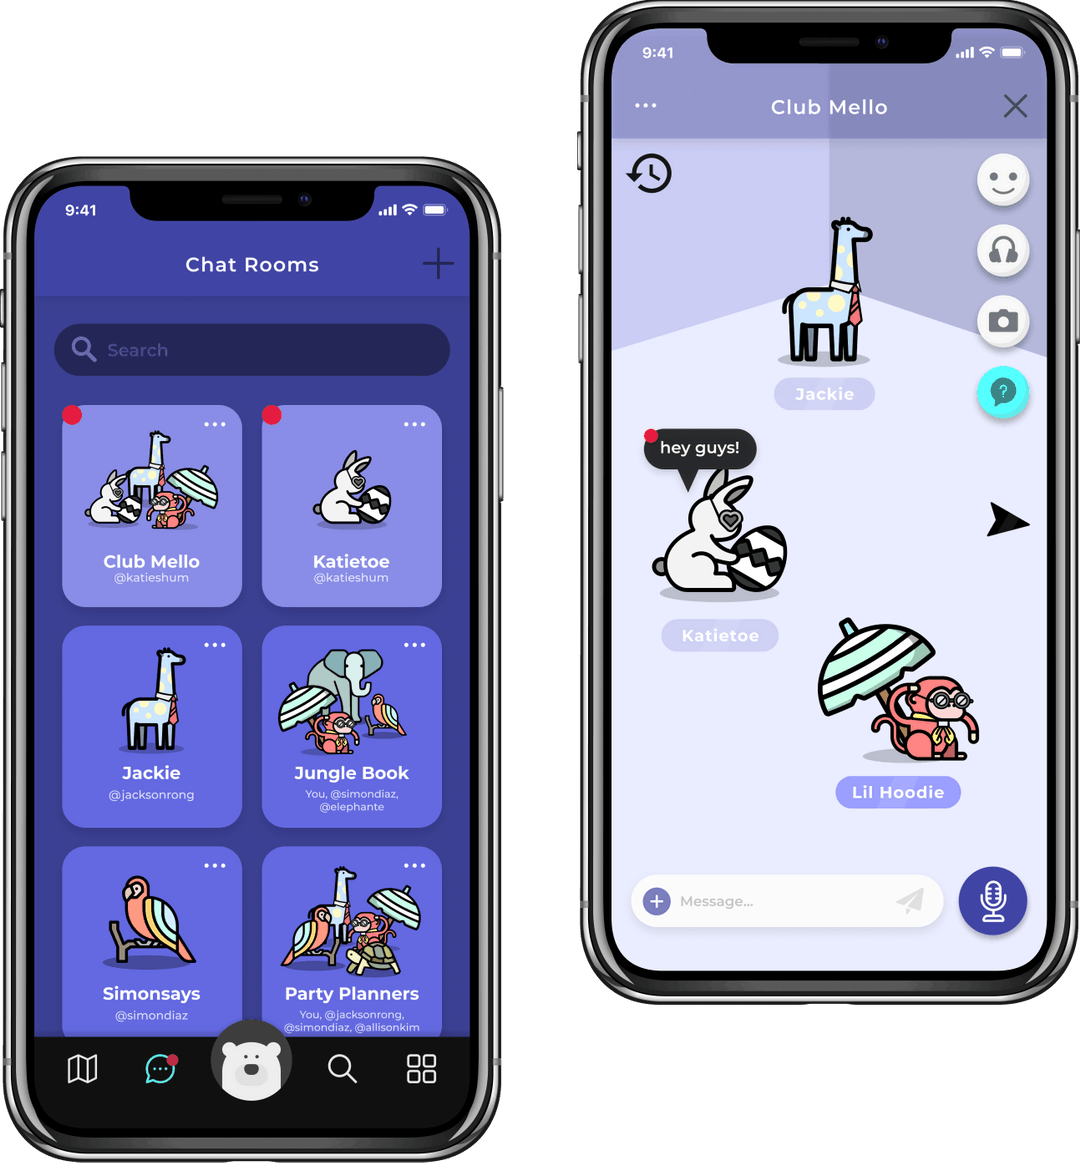 9:41
Chat Rooms
Search
Club Mello
@katieshum
Katietoe
@katieshum
Jackie
@jacksonrong
Jungle Book
You, @simondiaz,
@elephante
Simonsays
@simondiaz
Party Planners
You, @jacksonrong,
@simondiaz, @allisonkim
9:41
Club Mello
?
Jackie
hey guys!
Katietoe
Lil Hoodie
Message...